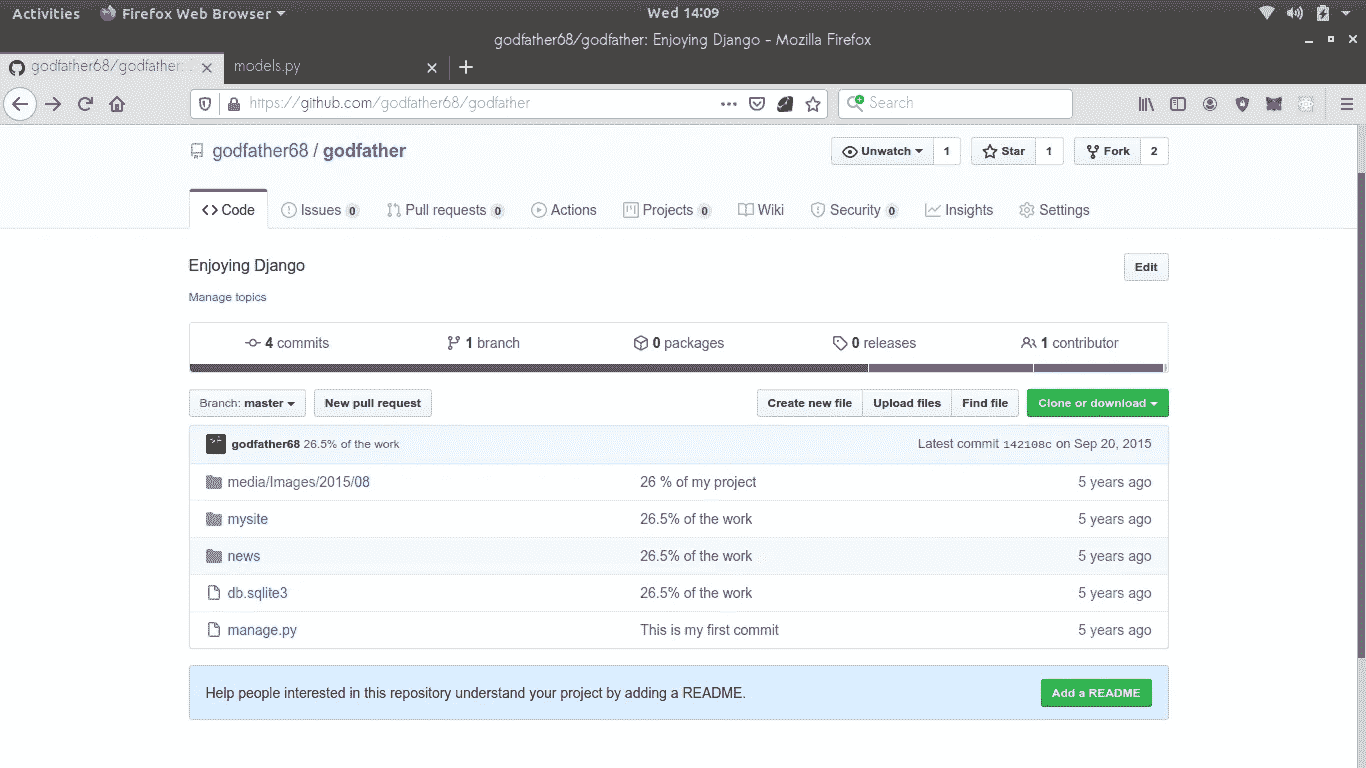 Activities Firefox Web Browser Wed 14:09
godfather68/godfather: Enjoying Django - Mozilla Firefox
godfather68/godfather: models.py
https://github.com/godfather68/godfather Search
godfather68 / godfather Unwatch 1 Star 1 Fork 2
Code Issues 0 Pull requests 0 Actions Projects 0 Wiki Security 0 Insights Settings
Enjoying Django Edit
Manage topics
4 commits 1 branch 0 packages 0 releases 1 contributor
Branch: master New pull request Create new file Upload files Find file Clone or download
godfather68 26.5% of the work Latest commit 142108c on Sep 20, 2015
media/Images/2015/08 26 % of my project 5 years ago
mysite 26.5% of the work 5 years ago
news 26.5% of the work 5 years ago
db.sqlite3 26.5% of the work 5 years ago
manage.py This is my first commit 5 years ago
Help people interested in this repository understand your project by adding a README. Add a README